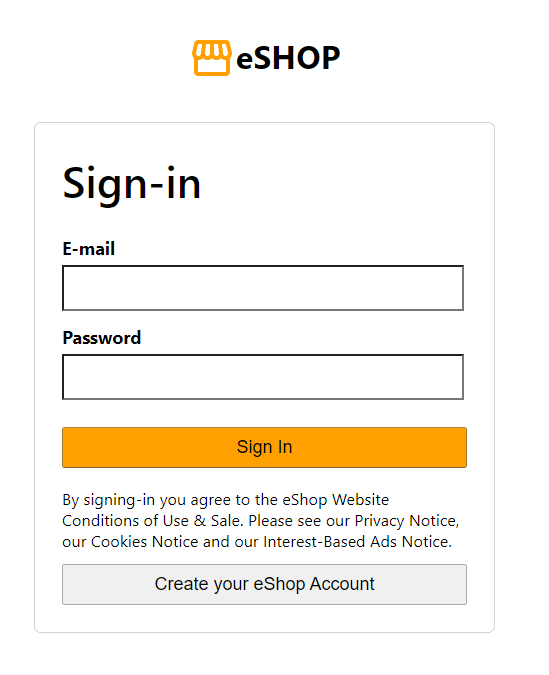 eSHOP
Sign-in
E-mail
Password
Sign In
By signing-in you agree to the eShop Website
Conditions of Use & Sale. Please see our Privacy Notice,
our Cookies Notice and our Interest-Based Ads Notice.
Create your eShop Account